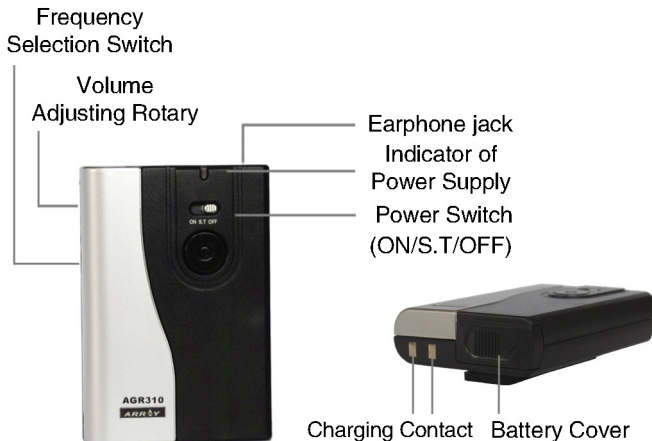 Frequency
Selection Switch
Volume
Adjusting Rotary
Earphone jack
Indicator of
Power Supply
Power Switch
(ON/S.T/OFF)
ON S.T OFF
AGR310
ARRAY
Charging Contact
Battery Cover